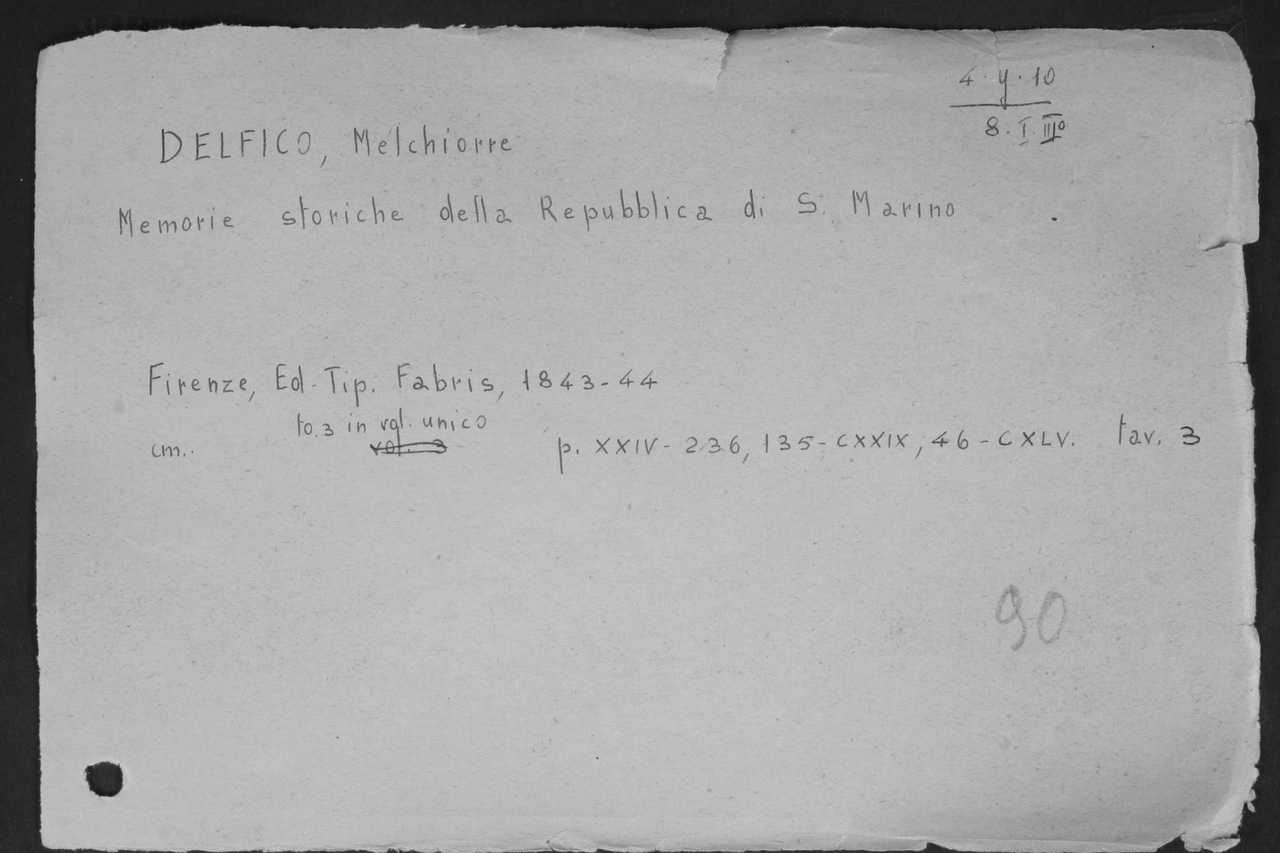 4. y. 10
8. I III°
DELFICO, Melchiorre
Memorie storiche della Repubblica di S. Marino
Firenze, Ed. Tip. Fabris, 1843-44
to. 3 in vol. unico
cm.. vol. 3 p. XXIV-236, 135-CXXIX, 46-CXLV. tav. 3
90